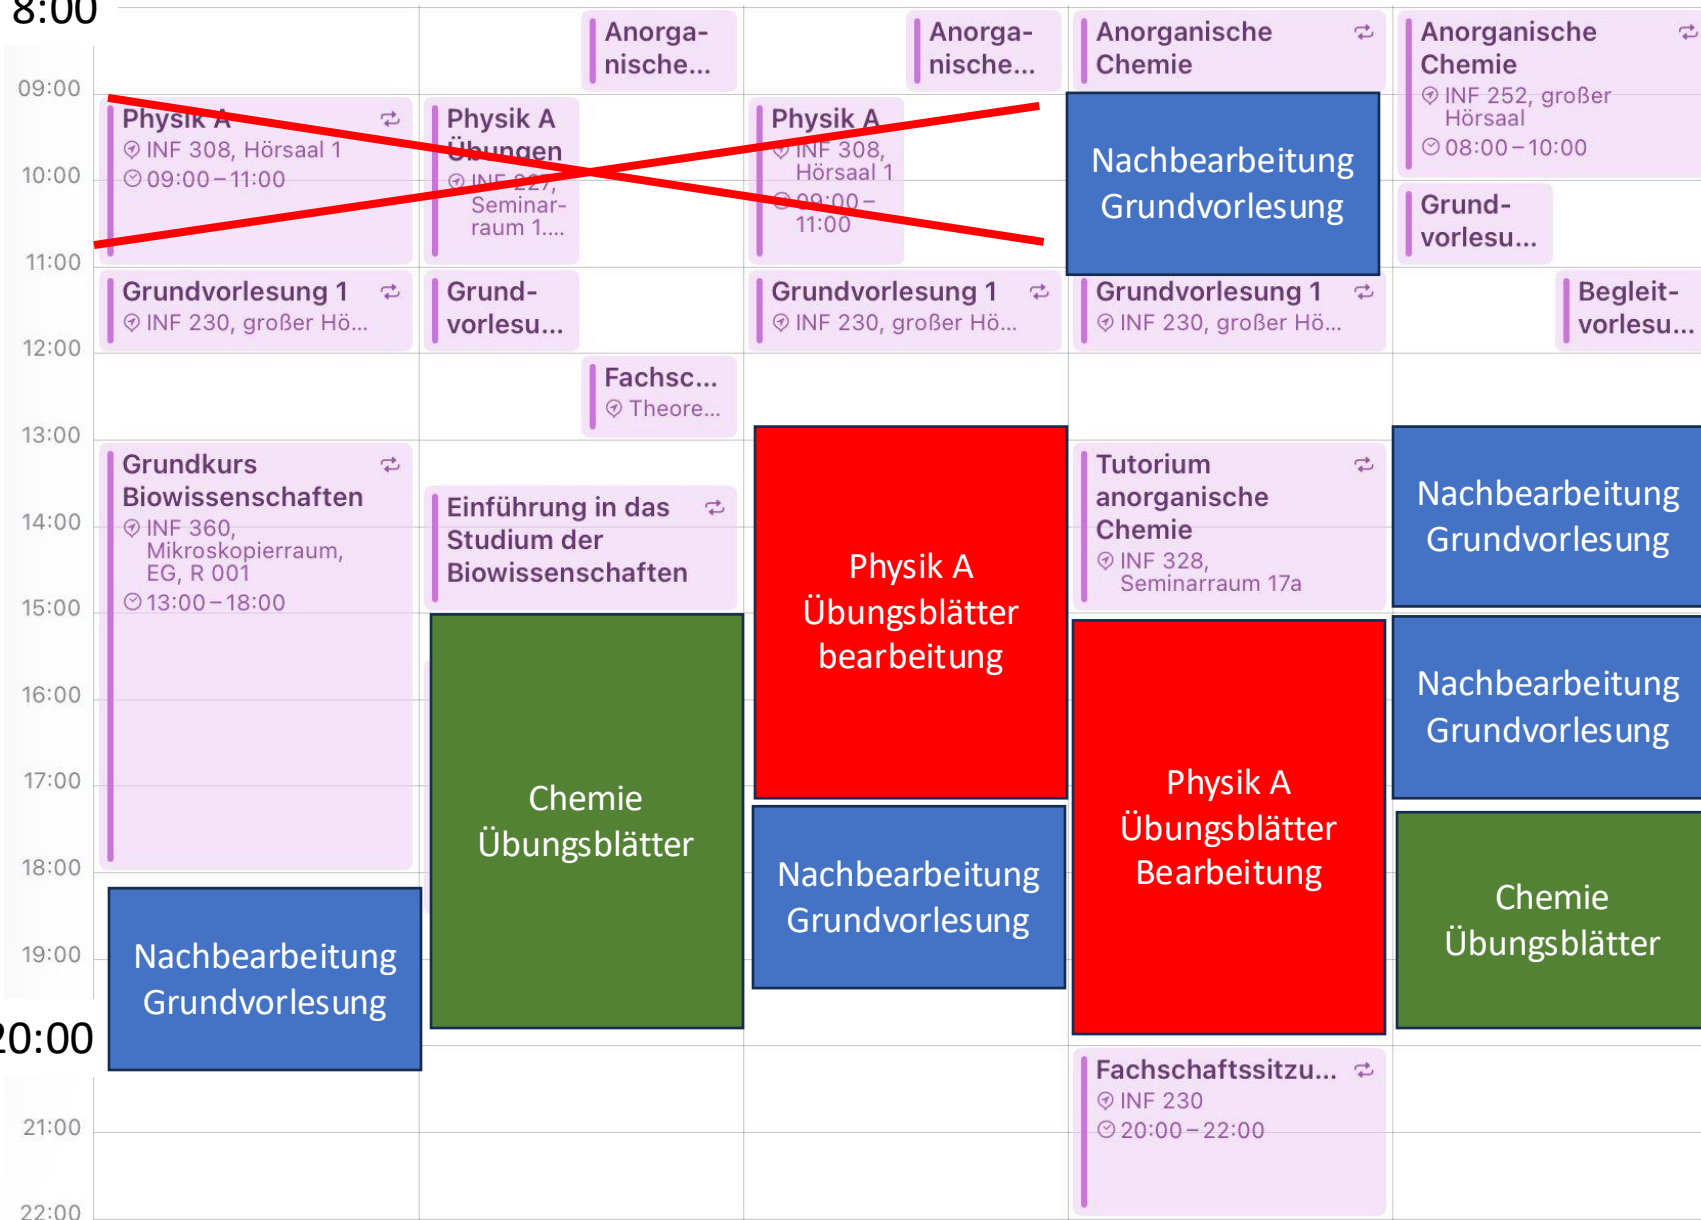 8:00
09:00
10:00
11:00
12:00
13:00
14:00
15:00
16:00
17:00
18:00
19:00
20:00
21:00
22:00
Physik A
INF 308, Hörsaal 1
09:00–11:00
Grundvorlesung 1
INF 230, großer Hö...
Grundkurs
Biowissenschaften
INF 360,
Mikroskopierraum,
EG, R 001
13:00–18:00
Nachbearbeitung
Grundvorlesung
Anorga-
nische...
Physik A
Übungen
INF 227,
Seminar-
raum 1....
Grund-
vorlesu...
Fachsc...
Theore...
Einführung in das
Studium der
Biowissenschaften
Chemie
Übungsblätter
Anorga-
nische...
Physik A
INF 308,
Hörsaal 1
09:00–
11:00
Grundvorlesung 1
INF 230, großer Hö...
Physik A
Übungsblätter
bearbeitung
Nachbearbeitung
Grundvorlesung
Anorganische
Chemie
Nachbearbeitung
Grundvorlesung
Grundvorlesung 1
INF 230, großer Hö...
Tutorium
anorganische
Chemie
INF 328,
Seminarraum 17a
Physik A
Übungsblätter
Bearbeitung
Fachschaftssitzu...
INF 230
20:00–22:00
Anorganische
Chemie
INF 252, großer
Hörsaal
08:00–10:00
Grund-
vorlesu...
Begleit-
vorlesu...
Nachbearbeitung
Grundvorlesung
Nachbearbeitung
Grundvorlesung
Chemie
Übungsblätter